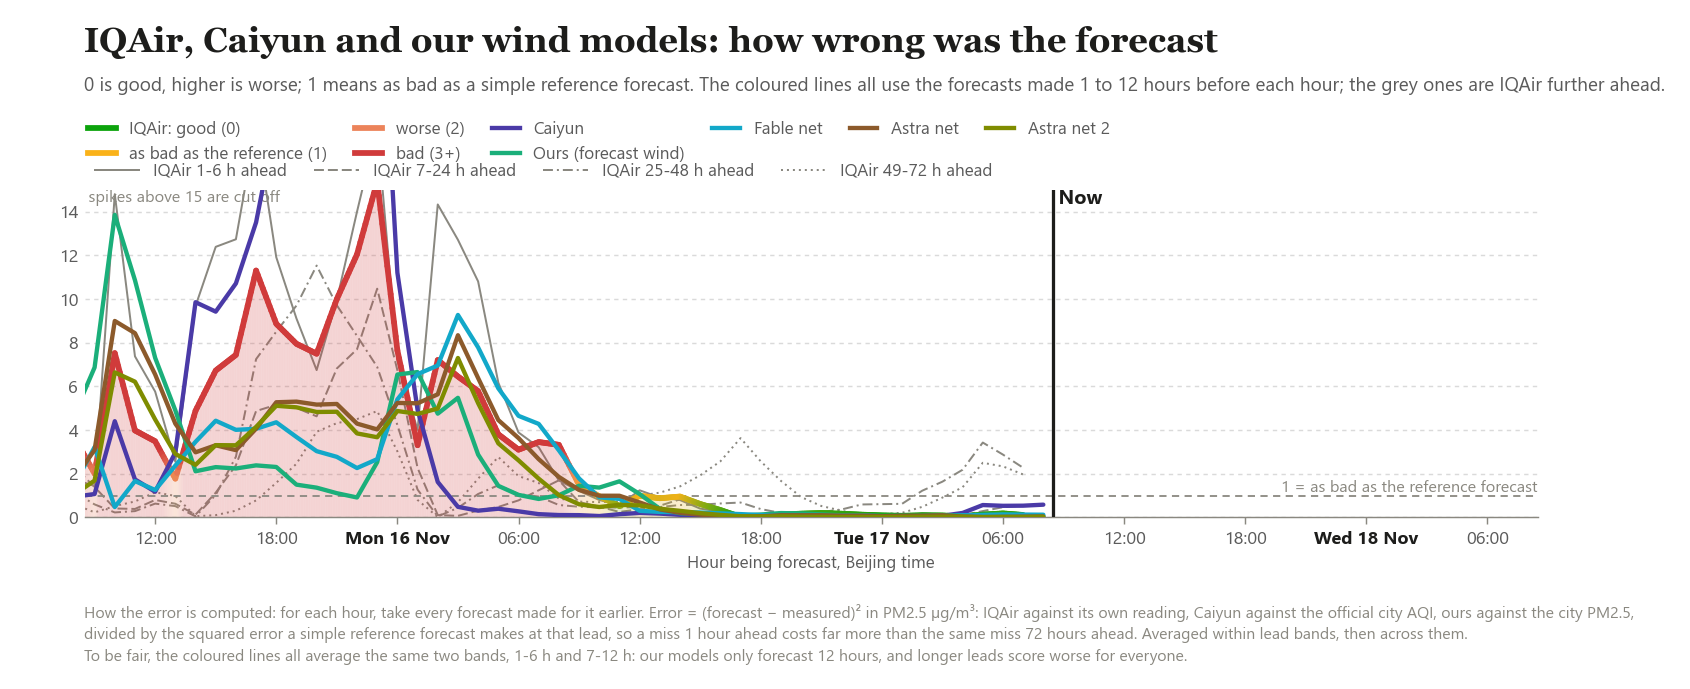 IQAir, Caiyun and our wind models: how wrong was the forecast
0 is good, higher is worse; 1 means as bad as a simple reference forecast. The coloured lines all use the forecasts made 1 to 12 hours before each hour; the grey ones are IQAir further ahead.
IQAir: good (0) worse (2) Caiyun Fable net Astra net Astra net 2
as bad as the reference (1) bad (3+) Ours (forecast wind)
IQAir 1-6 h ahead IQAir 7-24 h ahead IQAir 25-48 h ahead IQAir 49-72 h ahead
spikes above 15 are cut off
Now
14
12
10
8
6
4
2
1 = as bad as the reference forecast
0
12:00 18:00 Mon 16 Nov 06:00 12:00 18:00 Tue 17 Nov 06:00 12:00 18:00 Wed 18 Nov 06:00
Hour being forecast, Beijing time
How the error is computed: for each hour, take every forecast made for it earlier. Error = (forecast − measured)² in PM2.5 µg/m³: IQAir against its own reading, Caiyun against the official city AQI, ours against the city PM2.5,
divided by the squared error a simple reference forecast makes at that lead, so a miss 1 hour ahead costs far more than the same miss 72 hours ahead. Averaged within lead bands, then across them.
To be fair, the coloured lines all average the same two bands, 1-6 h and 7-12 h: our models only forecast 12 hours, and longer leads score worse for everyone.